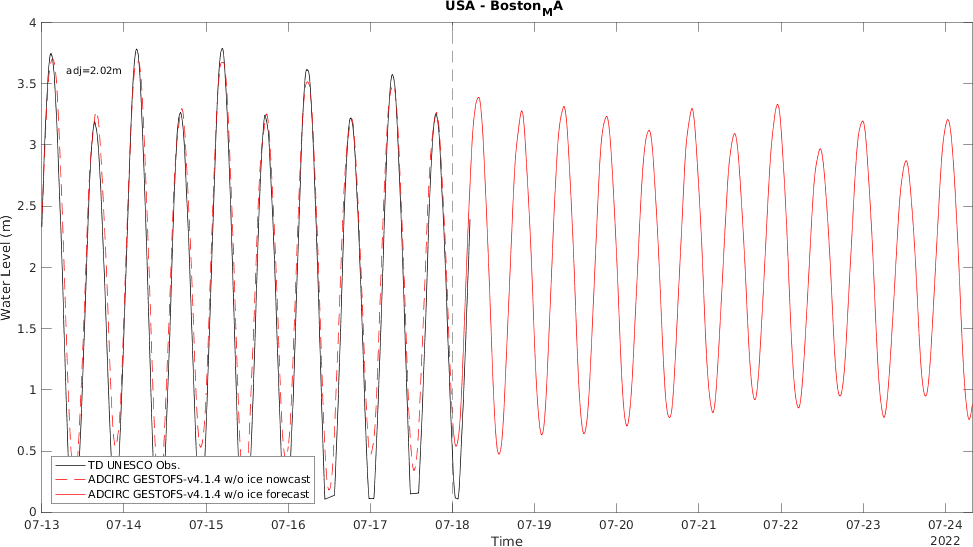 USA - Boston_MA
4
adj=2.02m
3.5
3
2.5
Water Level (m)
2
1.5
1
0.5
TD UNESCO Obs.
ADCIRC GESTOFS-v4.1.4 w/o ice nowcast
ADCIRC GESTOFS-v4.1.4 w/o ice forecast
0
07-13 07-14 07-15 07-16 07-17 07-18 07-19 07-20 07-21 07-22 07-23 07-24
Time 2022